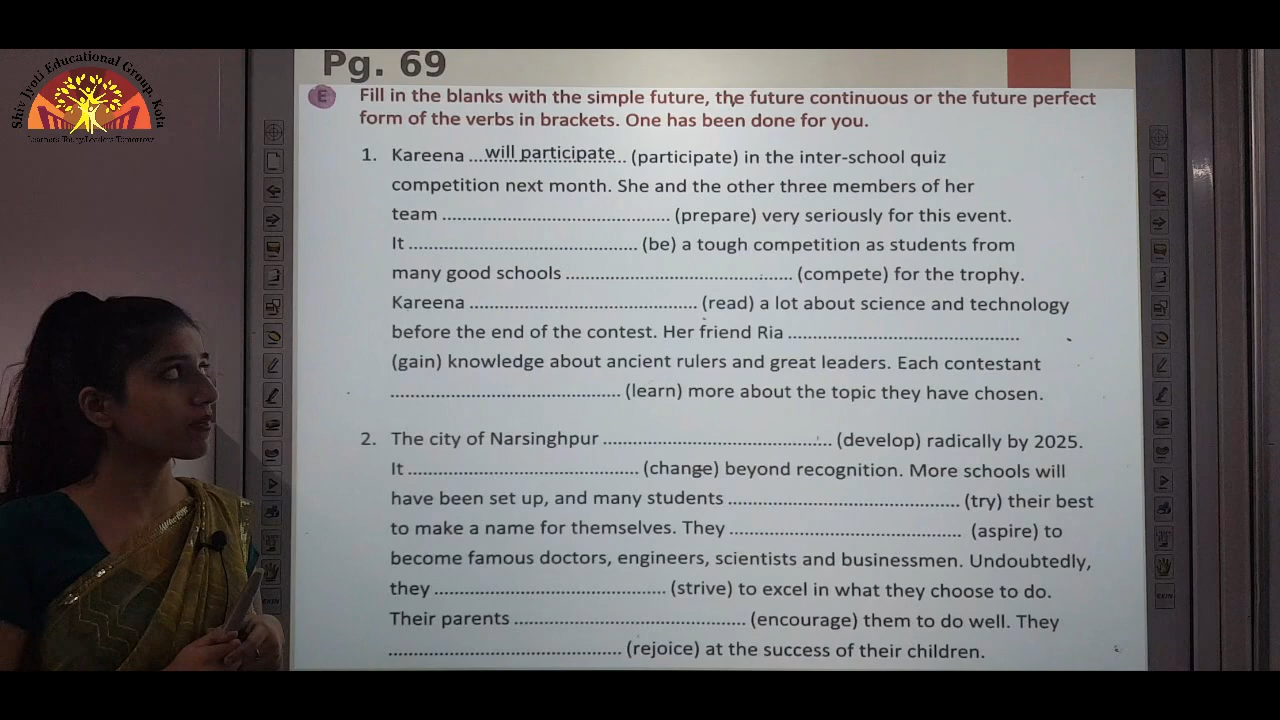 Shiv Jyoti Educational Group, Kota
Learners Today, Leaders Tomorrow
Pg. 69
E Fill in the blanks with the simple future, the future continuous or the future perfect
form of the verbs in brackets. One has been done for you.
1. Kareena ...will participate... (participate) in the inter-school quiz
competition next month. She and the other three members of her
team ............................................ (prepare) very seriously for this event.
It ............................................ (be) a tough competition as students from
many good schools ............................................ (compete) for the trophy.
Kareena ............................................ (read) a lot about science and technology
before the end of the contest. Her friend Ria ............................................
(gain) knowledge about ancient rulers and great leaders. Each contestant
............................................ (learn) more about the topic they have chosen.
2. The city of Narsinghpur ............................................ (develop) radically by 2025.
It ............................................ (change) beyond recognition. More schools will
have been set up, and many students ............................................ (try) their best
to make a name for themselves. They ............................................ (aspire) to
become famous doctors, engineers, scientists and businessmen. Undoubtedly,
they ............................................ (strive) to excel in what they choose to do.
Their parents ............................................ (encourage) them to do well. They
............................................ (rejoice) at the success of their children.